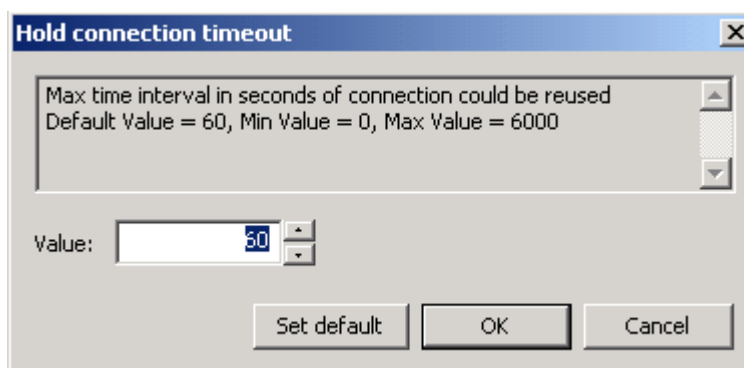 Hold connection timeout
Max time interval in seconds of connection could be reused
Default Value = 60, Min Value = 0, Max Value = 6000
Value: 60
Set default OK Cancel